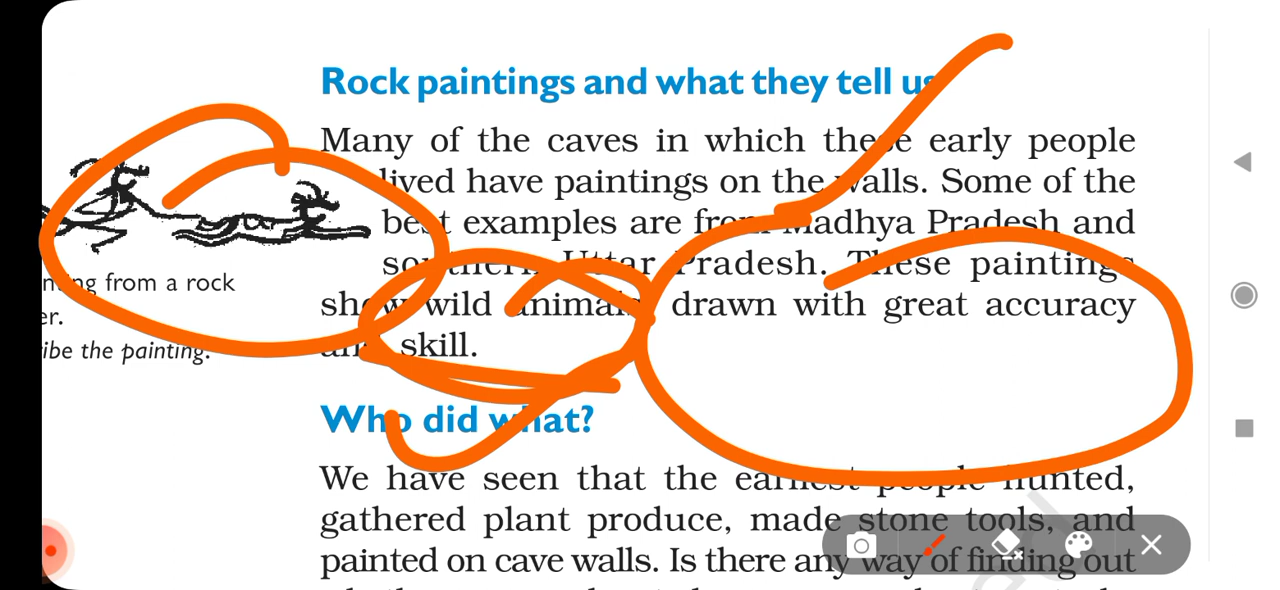 Rock paintings and what they tell us
Many of the caves in which these early people
lived have paintings on the walls. Some of the
best examples are from Madhya Pradesh and
southern Uttar Pradesh. These paintings
show wild animals, drawn with great accuracy
and skill.
from a rock
er.
ribe the painting.
Who did what?
We have seen that the earliest people hunted,
gathered plant produce, made stone tools, and
painted on cave walls. Is there any way of finding out